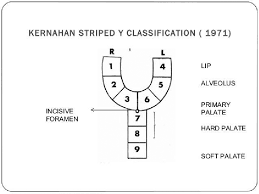 KERNAHAN STRIPED Y CLASSIFICATION ( 1971)
R L
1 4 LIP
2 5 ALVEOLUS
3 6 PRIMARY
PALATE
INCISIVE
FORAMEN
7
8 HARD PALATE
9 SOFT PALATE